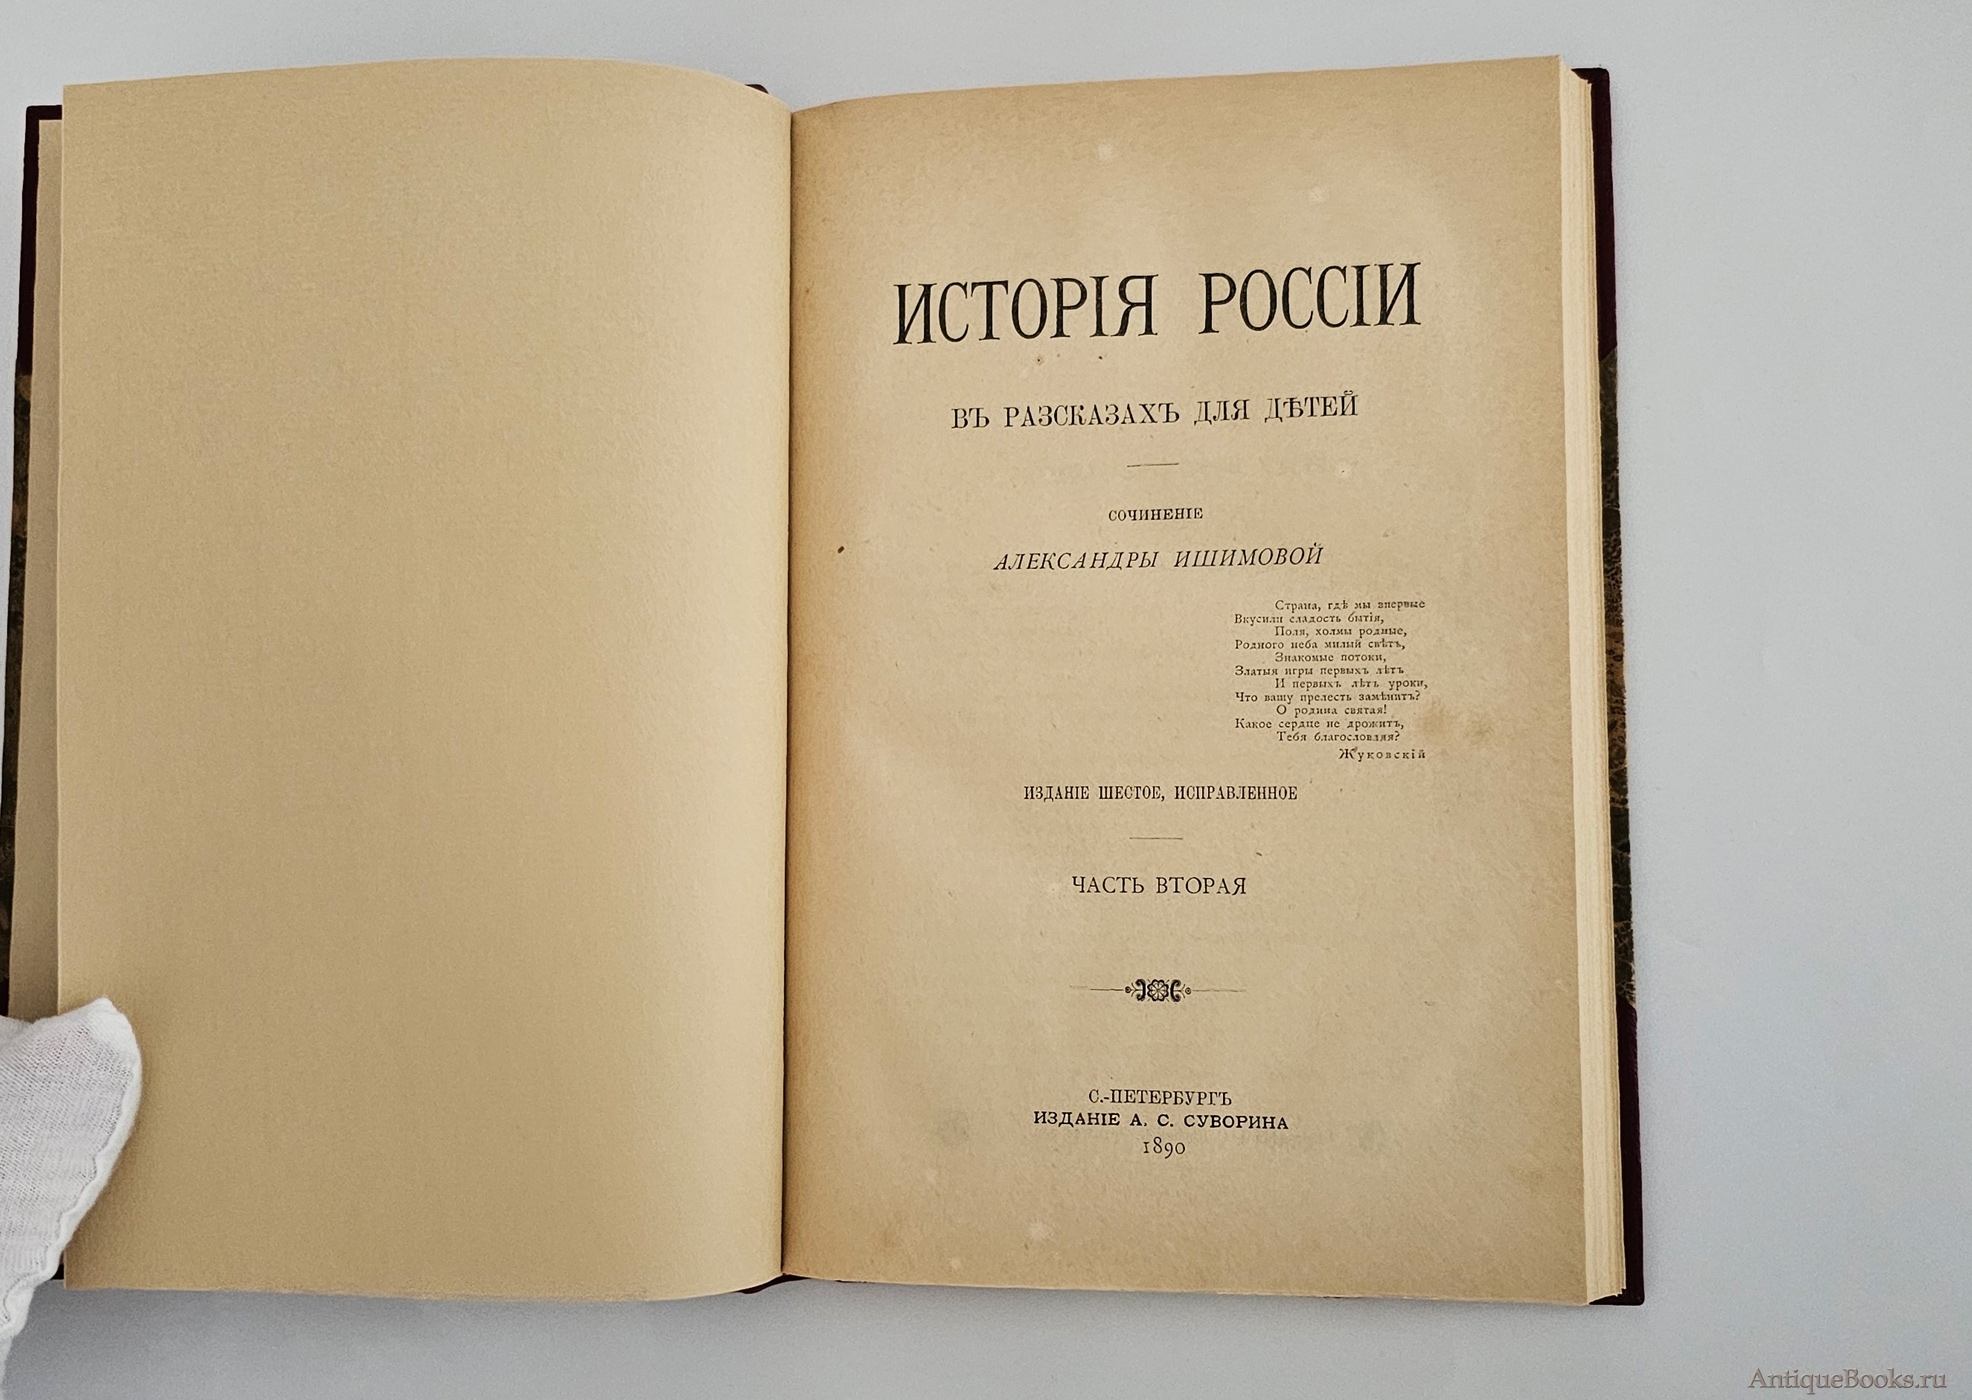 ИСТОРІЯ РОССІИ
ВЪ РАЗСКАЗАХЪ ДЛЯ ДѢТЕЙ
СОЧИНЕНІЕ
АЛЕКСАНДРЫ ИШИМОВОЙ
Страна, гдѣ мы впервые
Вкусили сладость бытія,
Поля, холмы родные,
Родного неба милый свѣтъ,
Знакомые потоки,
Златыя игры первыхъ лѣтъ
И первыхъ лѣтъ уроки,
Что вашу прелесть замѣнитъ?
О родина святая!
Какое сердце не дрожитъ,
Тебя благословляя?
Жуковскій
ИЗДАНІЕ ШЕСТОЕ, ИСПРАВЛЕННОЕ
ЧАСТЬ ВТОРАЯ
С.-ПЕТЕРБУРГЪ
ИЗДАНІЕ А. С. СУВОРИНА
1890
AntiqueBooks.ru